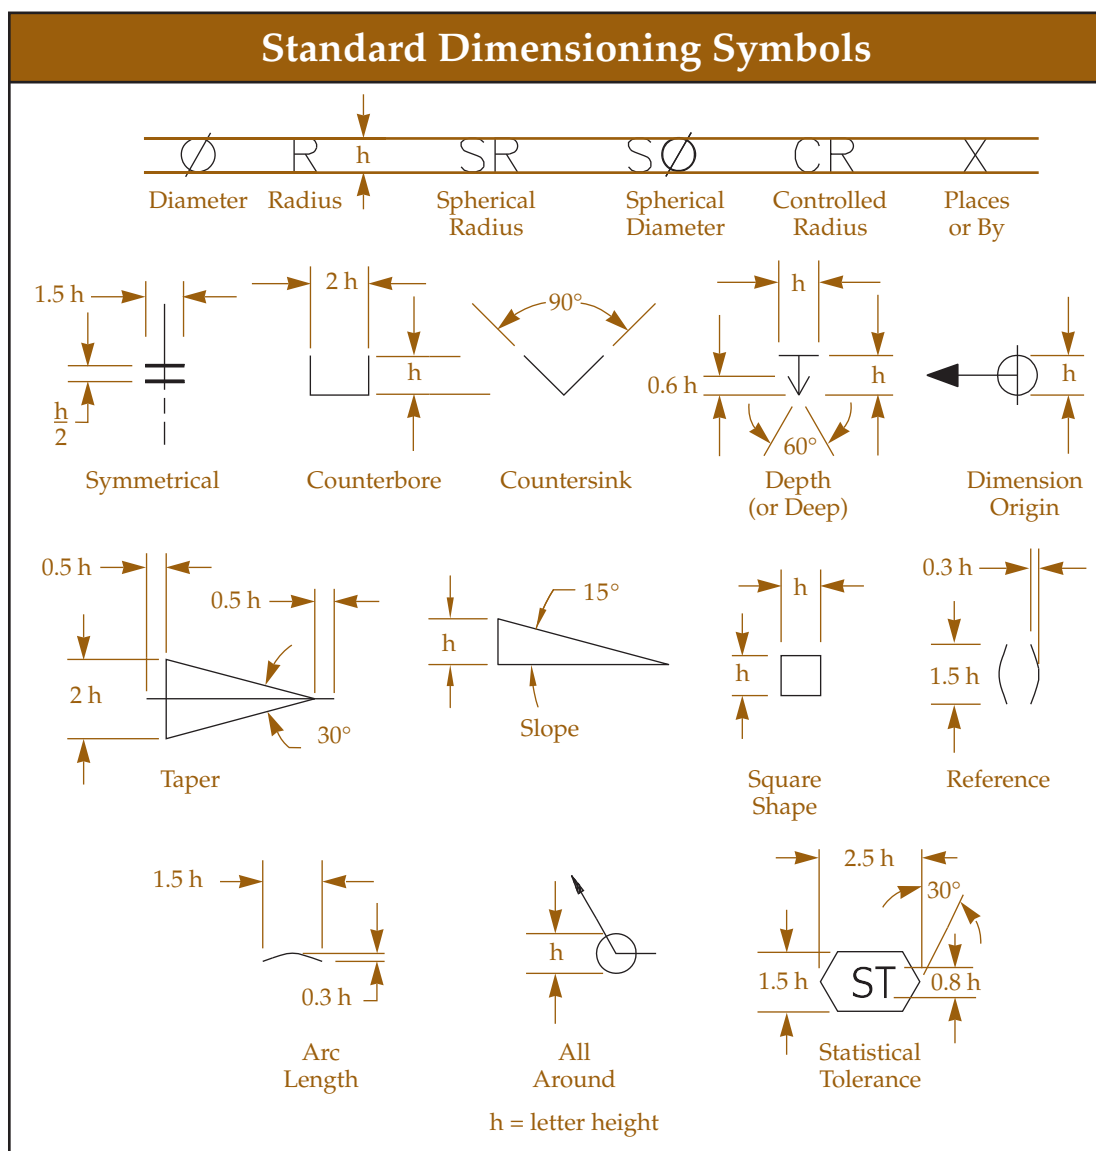 Standard Dimensioning Symbols
Ø R h SR SØ CR X
Diameter Radius Spherical Radius Spherical Diameter Controlled Radius Places or By
1.5 h 2 h 90° h
h/2 h 0.6 h h h
60°
Symmetrical Counterbore Countersink Depth (or Deep) Dimension Origin
0.5 h 0.5 h 15° h 0.3 h
2 h h h 1.5 h
30°
Taper Slope Square Shape Reference
1.5 h 2.5 h
30°
0.3 h h 1.5 h ST 0.8 h
Arc Length All Around Statistical Tolerance
h = letter height